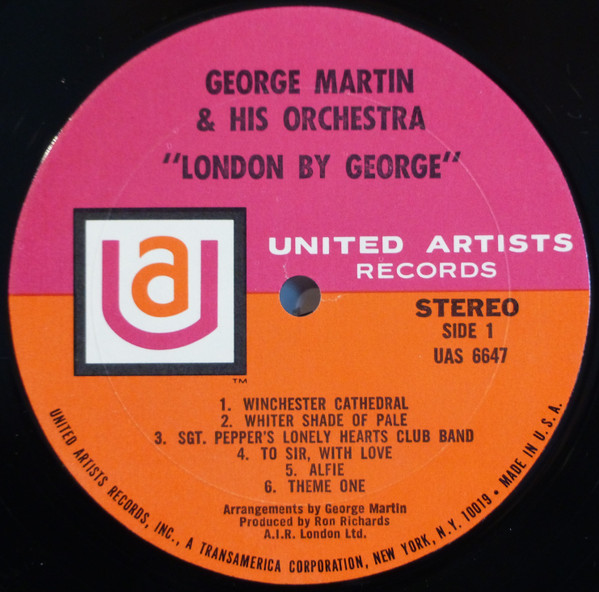 GEORGE MARTIN
& HIS ORCHESTRA
"LONDON BY GEORGE"
ua
UNITED ARTISTS
RECORDS
TM
STEREO
SIDE 1
UAS 6647
1. WINCHESTER CATHEDRAL
2. WHITER SHADE OF PALE
3. SGT. PEPPER'S LONELY HEARTS CLUB BAND
4. TO SIR, WITH LOVE
5. ALFIE
6. THEME ONE
Arrangements by George Martin
Produced by Ron Richards
A.I.R. London Ltd.
UNITED ARTISTS RECORDS, INC., A TRANSAMERICA CORPORATION, NEW YORK, N.Y. 10019 • MADE IN U.S.A.